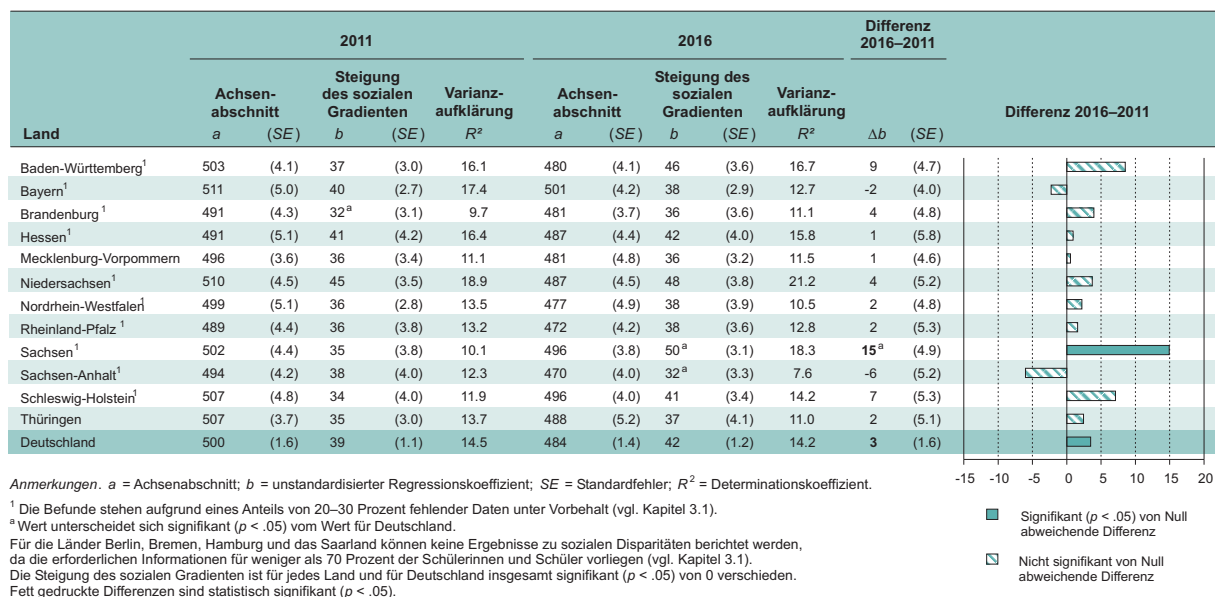 2011 2016 Differenz 2016–2011
Achsen-abschnitt Steigung des sozialen Gradienten Varianz-aufklärung Achsen-abschnitt Steigung des sozialen Gradienten Varianz-aufklärung Differenz 2016–2011
Land a (SE) b (SE) R² a (SE) b (SE) R² Δb (SE)
Baden-Württemberg¹ 503 (4.1) 37 (3.0) 16.1 480 (4.1) 46 (3.6) 16.7 9 (4.7)
Bayern¹ 511 (5.0) 40 (2.7) 17.4 501 (4.2) 38 (2.9) 12.7 -2 (4.0)
Brandenburg¹ 491 (4.3) 32ᵃ (3.1) 9.7 481 (3.7) 36 (3.6) 11.1 4 (4.8)
Hessen¹ 491 (5.1) 41 (4.2) 16.4 487 (4.4) 42 (4.0) 15.8 1 (5.8)
Mecklenburg-Vorpommern 496 (3.6) 36 (3.4) 11.1 481 (4.8) 36 (3.2) 11.5 1 (4.6)
Niedersachsen¹ 510 (4.5) 45 (3.5) 18.9 487 (4.5) 48 (3.8) 21.2 4 (5.2)
Nordrhein-Westfalen¹ 499 (5.1) 36 (2.8) 13.5 477 (4.9) 38 (3.9) 10.5 2 (4.8)
Rheinland-Pfalz¹ 489 (4.4) 36 (3.8) 13.2 472 (4.2) 38 (3.6) 12.8 2 (5.3)
Sachsen¹ 502 (4.4) 35 (3.8) 10.1 496 (3.8) 50ᵃ (3.1) 18.3 15ᵃ (4.9)
Sachsen-Anhalt¹ 494 (4.2) 38 (4.0) 12.3 470 (4.0) 32ᵃ (3.3) 7.6 -6 (5.2)
Schleswig-Holstein¹ 507 (4.8) 34 (4.0) 11.9 496 (4.0) 41 (3.4) 14.2 7 (5.3)
Thüringen 507 (3.7) 35 (3.0) 13.7 488 (5.2) 37 (4.1) 11.0 2 (5.1)
Deutschland 500 (1.6) 39 (1.1) 14.5 484 (1.4) 42 (1.2) 14.2 3 (1.6)
-15 -10 -5 0 5 10 15 20
Anmerkungen. a = Achsenabschnitt; b = unstandardisierter Regressionskoeffizient; SE = Standardfehler; R² = Determinationskoeffizient.
¹ Die Befunde stehen aufgrund eines Anteils von 20–30 Prozent fehlender Daten unter Vorbehalt (vgl. Kapitel 3.1).
ᵃ Wert unterscheidet sich signifikant (p < .05) vom Wert für Deutschland.
Für die Länder Berlin, Bremen, Hamburg und das Saarland können keine Ergebnisse zu sozialen Disparitäten berichtet werden,
da die erforderlichen Informationen für weniger als 70 Prozent der Schülerinnen und Schüler vorliegen (vgl. Kapitel 3.1).
Die Steigung des sozialen Gradienten ist für jedes Land und für Deutschland insgesamt signifikant (p < .05) von 0 verschieden.
Fett gedruckte Differenzen sind statistisch signifikant (p < .05).
Signifikant (p < .05) von Null
abweichende Differenz
Nicht signifikant von Null
abweichende Differenz